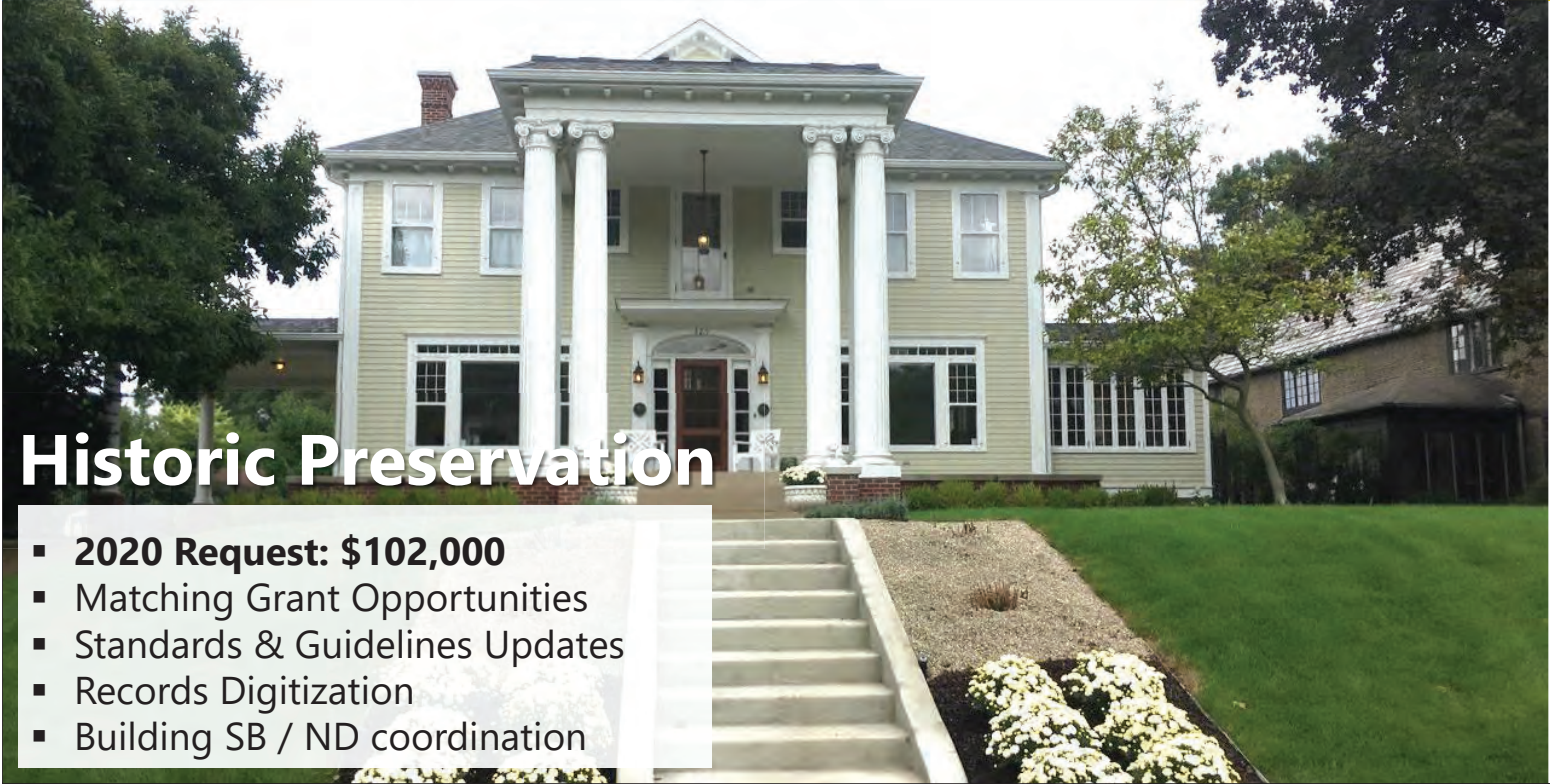 Historic Preservation
▪ 2020 Request: $102,000
▪ Matching Grant Opportunities
▪ Standards & Guidelines Updates
▪ Records Digitization
▪ Building SB / ND coordination